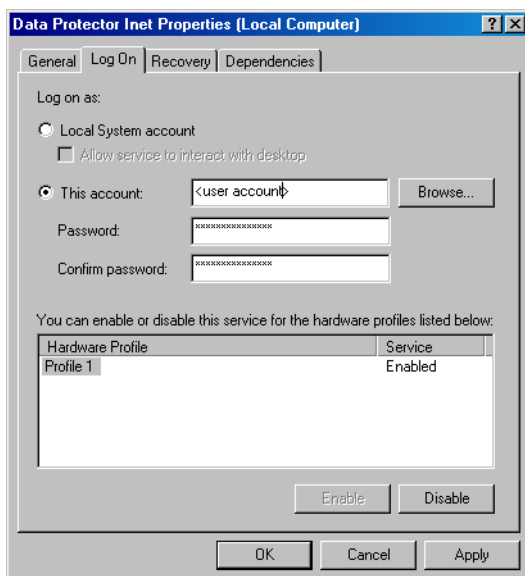 Data Protector Inet Properties (Local Computer)
General Log On Recovery Dependencies
Log on as:
Local System account
Allow service to interact with desktop
This account: <user account> Browse...
Password: xxxxxxxxxxxxxxx
Confirm password: xxxxxxxxxxxxxxx
You can enable or disable this service for the hardware profiles listed below:
Hardware Profile Service
Profile 1 Enabled
Enable Disable
OK Cancel Apply